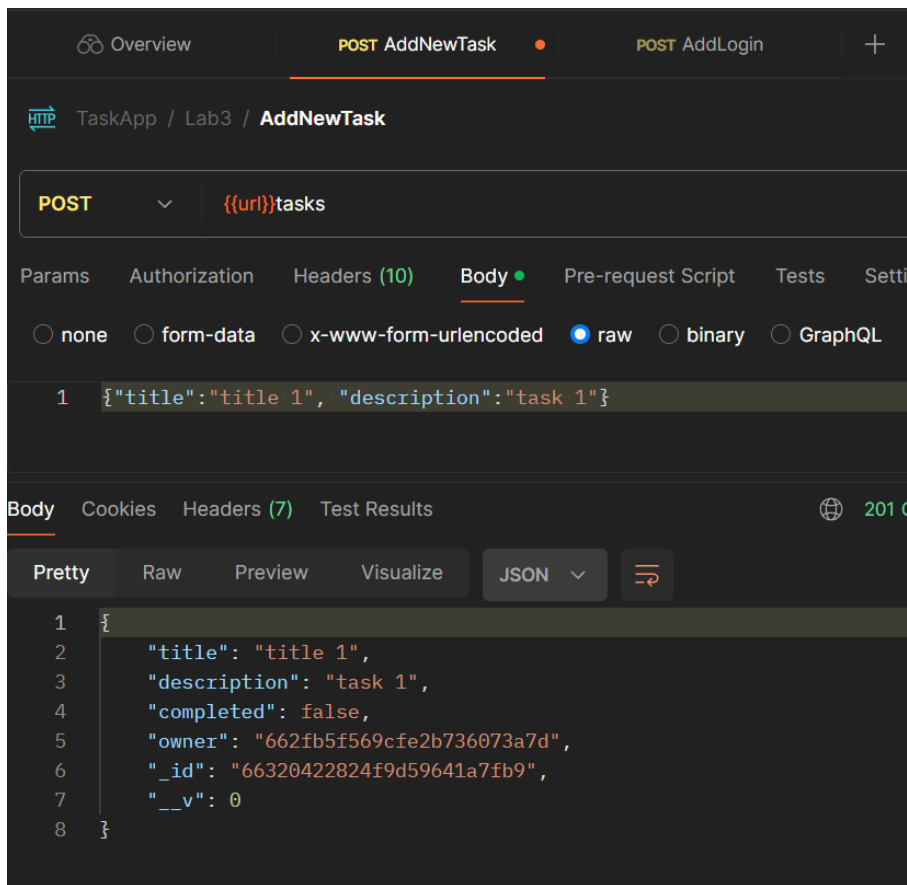 Overview POST AddNewTask POST AddLogin
HTTP TaskApp / Lab3 / AddNewTask
POST {{url}}tasks
Params Authorization Headers (10) Body Pre-request Script Tests Setti
none form-data x-www-form-urlencoded raw binary GraphQL
1 {"title":"title 1", "description":"task 1"}
Body Cookies Headers (7) Test Results 201
Pretty Raw Preview Visualize JSON
1 {
2 "title": "title 1",
3 "description": "task 1",
4 "completed": false,
5 "owner": "662fb5f569cfe2b736073a7d",
6 "_id": "66320422824f9d59641a7fb9",
7 "__v": 0
8 }